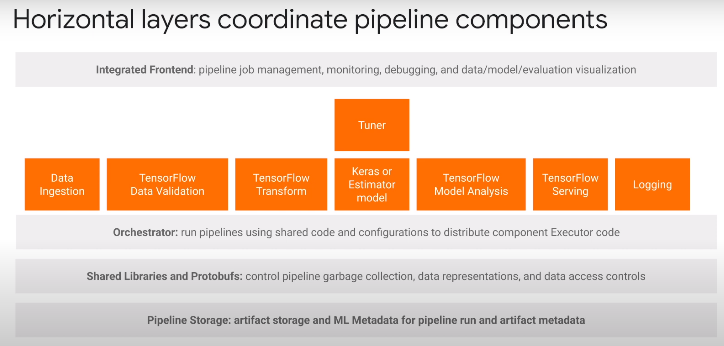 Horizontal layers coordinate pipeline components
Integrated Frontend: pipeline job management, monitoring, debugging, and data/model/evaluation visualization
Tuner
Data
Ingestion
TensorFlow
Data Validation
TensorFlow
Transform
Keras or
Estimator
model
TensorFlow
Model Analysis
TensorFlow
Serving
Logging
Orchestrator: run pipelines using shared code and configurations to distribute component Executor code
Shared Libraries and Protobufs: control pipeline garbage collection, data representations, and data access controls
Pipeline Storage: artifact storage and ML Metadata for pipeline run and artifact metadata